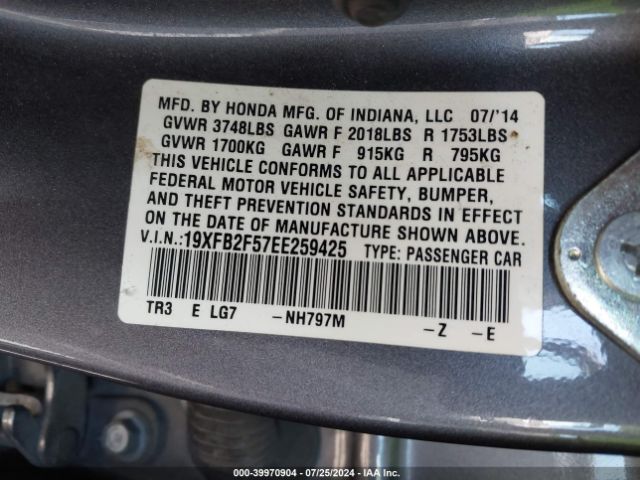 MFD. BY HONDA MFG. OF INDIANA, LLC 07/'14
GVWR 3748LBS GAWR F 2018LBS R 1753LBS
GVWR 1700KG GAWR F 915KG R 795KG
THIS VEHICLE CONFORMS TO ALL APPLICABLE
FEDERAL MOTOR VEHICLE SAFETY, BUMPER,
AND THEFT PREVENTION STANDARDS IN EFFECT
ON THE DATE OF MANUFACTURE SHOWN ABOVE.
V.I.N.:19XFB2F57EE259425 TYPE: PASSENGER CAR
TR3 E LG7 -NH797M -Z -E
000-39970904 - 07/25/2024 - IAA Inc.